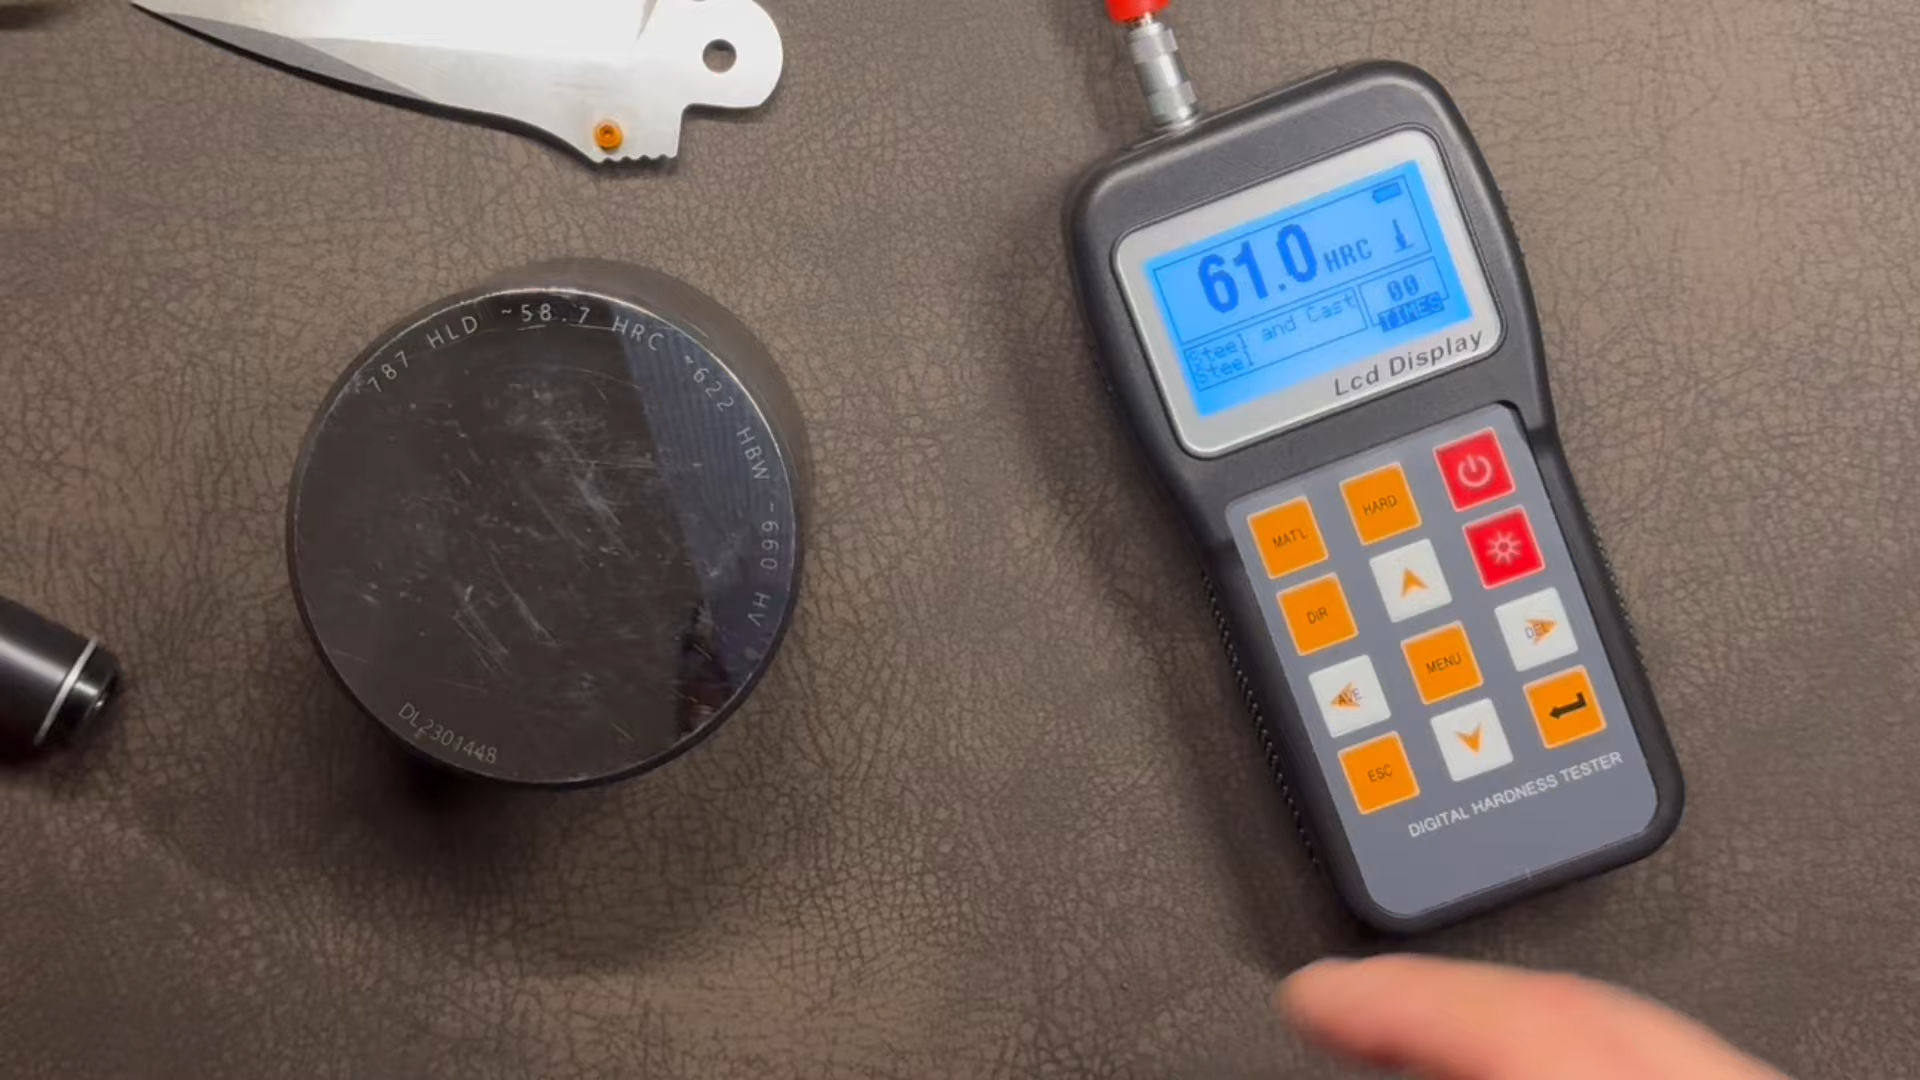 787 HLD ~58.7 HRC ~622 HBW ~660 HV
DL2301448
61.0 HRC
00
TIMES
Steel and Cast
Steel
Lcd Display
MAT'L
HARD
DIR
DEL
AVE
MENU
ESC
DIGITAL HARDNESS TESTER